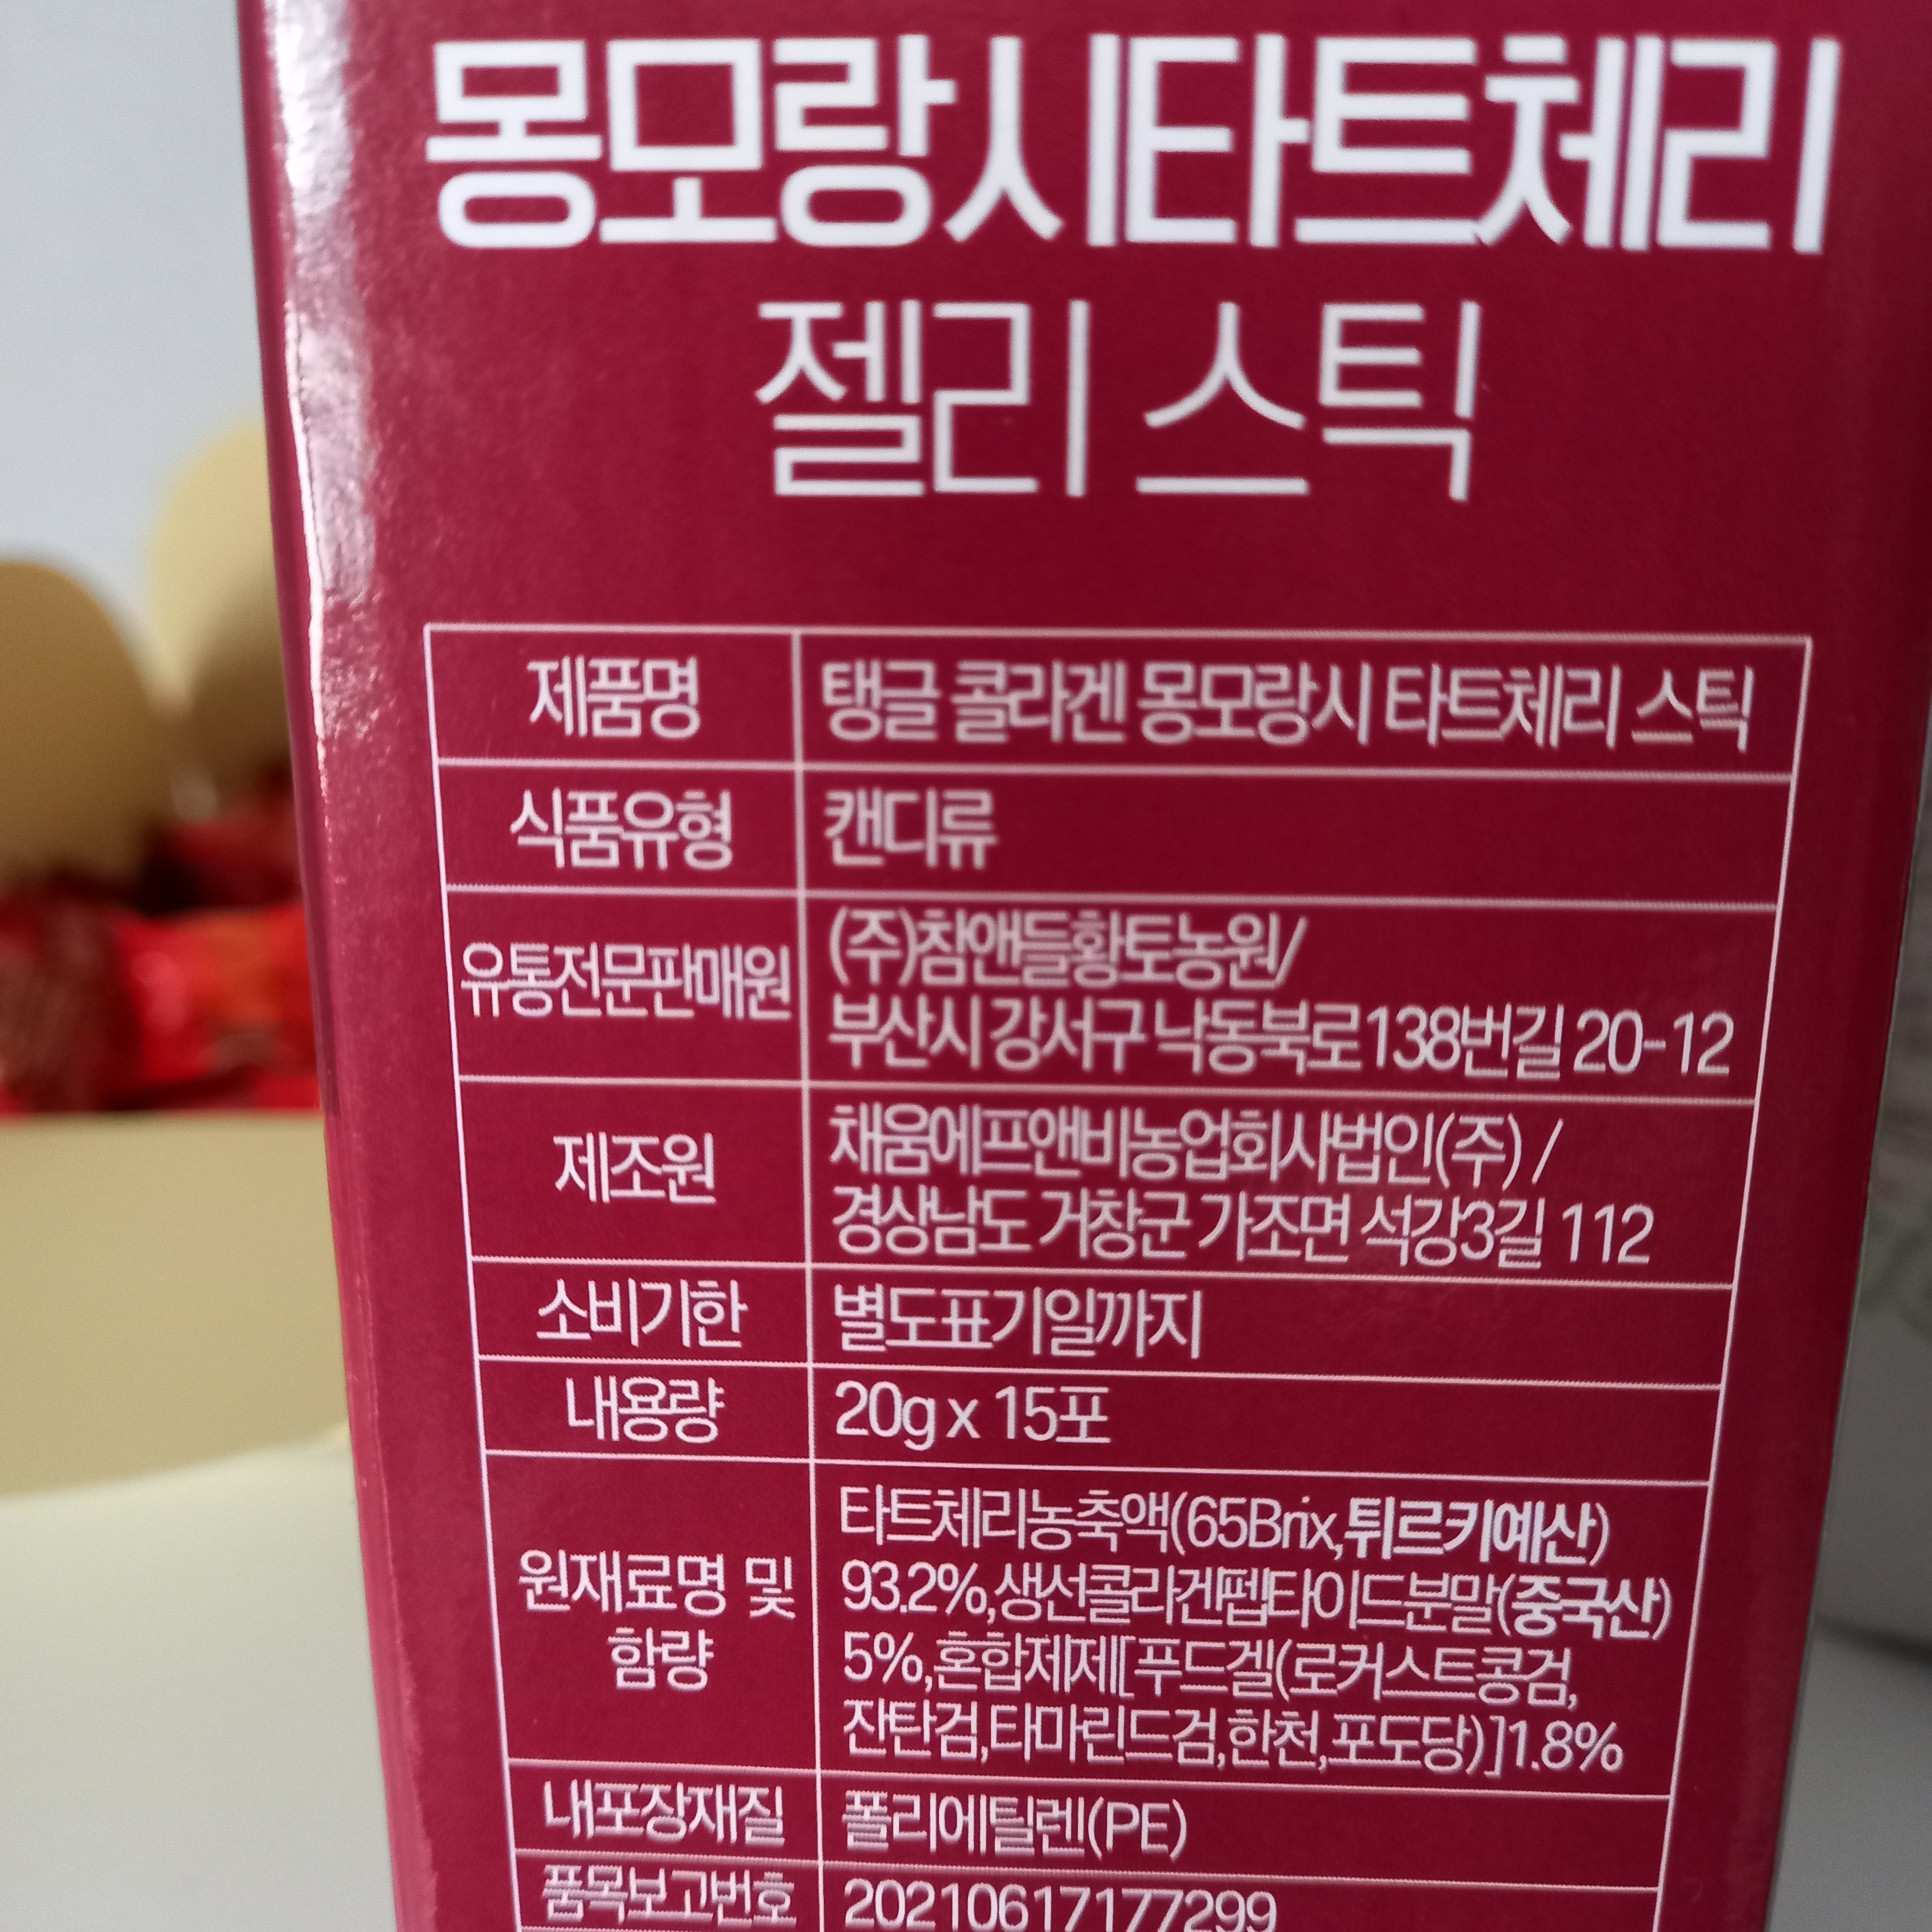 몽모랑시타트체리
젤리 스틱
제품명 탱글 콜라겐 몽모랑시 타트체리 스틱
식품유형 캔디류
유통전문판매원 (주)참앤들황토농원/
부산시 강서구 낙동북로138번길 20-12
제조원 채움에프앤비농업회사법인(주) /
경상남도 거창군 가조면 석강3길 112
소비기한 별도표기일까지
내용량 20g x 15포
원재료명 및
함량
타트체리농축액(65Brix,튀르키예산)
93.2%,생선콜라겐펩타이드분말(중국산)
5%,혼합제제[푸드겔(로커스트콩검,
잔탄검,타마린드검,한천,포도당)]1.8%
내포장재질 폴리에틸렌(PE)
품목보고번호 20210617177299